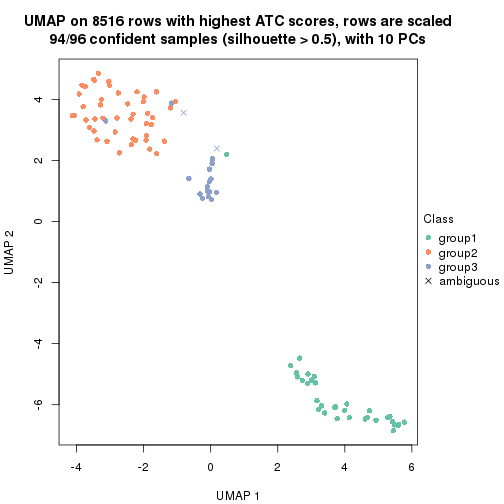 UMAP on 8516 rows with highest ATC scores, rows are scaled
94/96 confident samples (silhouette > 0.5), with 10 PCs
4
2
0
-2
-4
-6
UMAP 2
-4
-2
0
2
4
6
UMAP 1
Class
group1
group2
group3
ambiguous